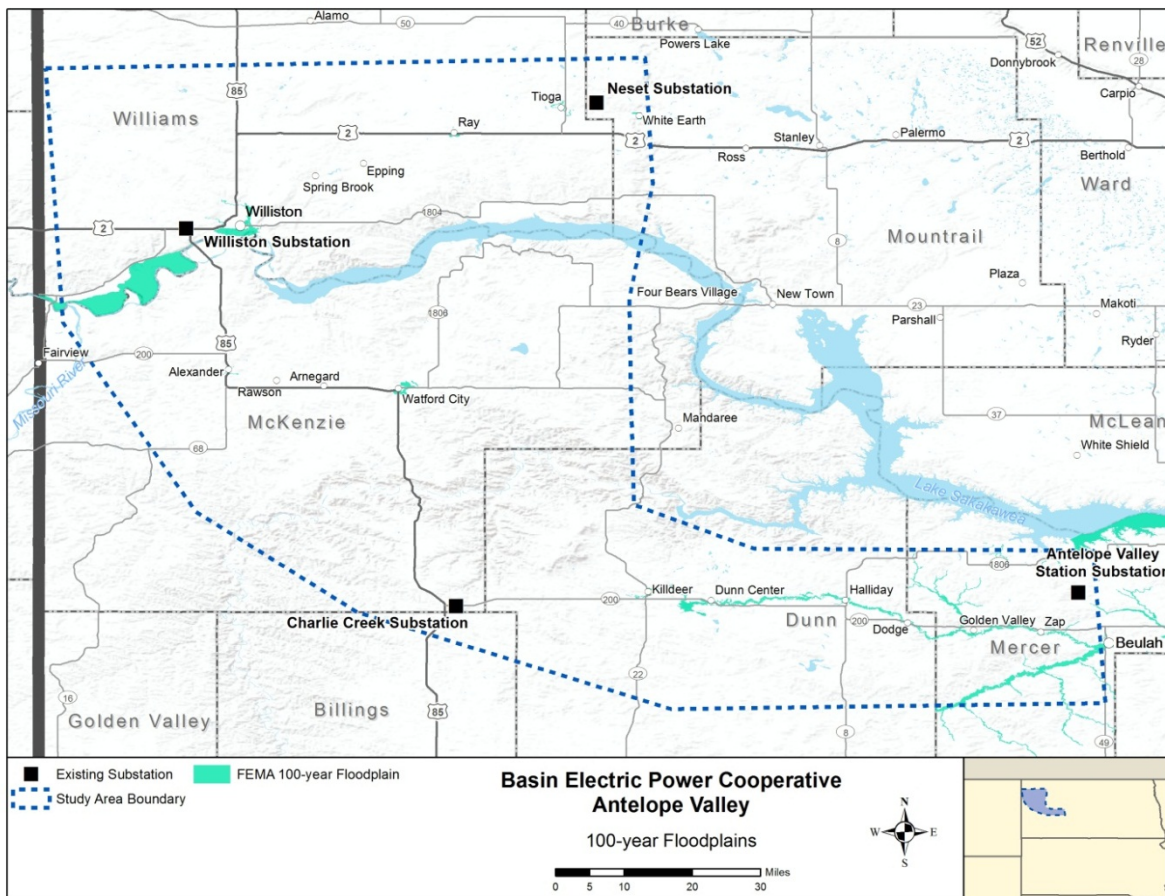 Alamo
50
40
Burke
Powers Lake
52
Renville
Donnybrook
28
Carpio
85
Neset Substation
Tioga
Williams
White Earth
Ray
2
2
Stanley
Palermo
2
Ross
Berthold
Epping
Spring Brook
Ward
Williston
1804
2
Williston Substation
8
Mountrail
Plaza
Four Bears Village
New Town
23
Makoti
1806
Parshall
Ryder
85
Fairview
200
Alexander
Arnegard
Rawson
Watford City
Missouri River
McKenzie
Mandaree
37
McLean
68
White Shield
Lake Sakakawea
Antelope Valley
Station Substation
1806
Killdeer
Dunn Center
Halliday
200
Charlie Creek Substation
Dunn
200
Dodge
Golden Valley
Zap
Mercer
Beulah
22
16
Golden Valley
Billings
85
8
49
Existing Substation
FEMA 100-year Floodplain
Study Area Boundary
Basin Electric Power Cooperative
Antelope Valley
100-year Floodplains
N
W
E
S
Miles
0 5 10 20 30